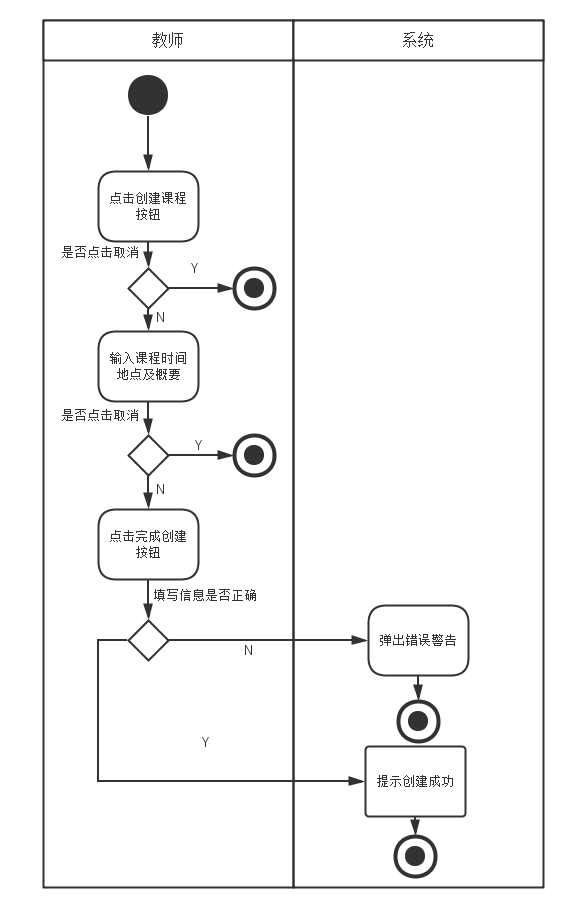 教师
系统
点击创建课程
按钮
是否点击取消
Y
N
输入课程时间
地点及概要
是否点击取消
Y
N
点击完成创建
按钮
填写信息是否正确
弹出错误警告
N
Y
提示创建成功